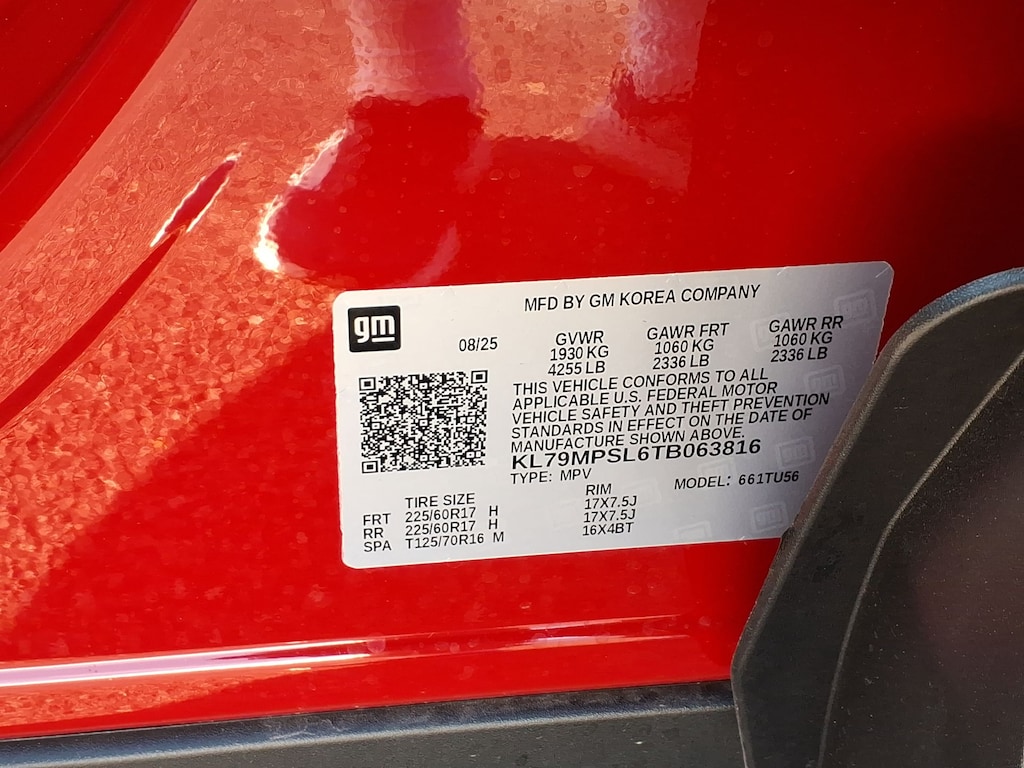 gm
MFD BY GM KOREA COMPANY
08/25
GVWR GAWR FRT GAWR RR
1930 KG 1060 KG 1060 KG
4255 LB 2336 LB 2336 LB
THIS VEHICLE CONFORMS TO ALL
APPLICABLE U.S. FEDERAL MOTOR
VEHICLE SAFETY AND THEFT PREVENTION
STANDARDS IN EFFECT ON THE DATE OF
MANUFACTURE SHOWN ABOVE.
KL79MPSL6TB063816
TYPE: MPV MODEL: 661TU56
TIRE SIZE RIM
FRT 225/60R17 H 17X7.5J
RR 225/60R17 H 17X7.5J
SPA T125/70R16 M 16X4BT